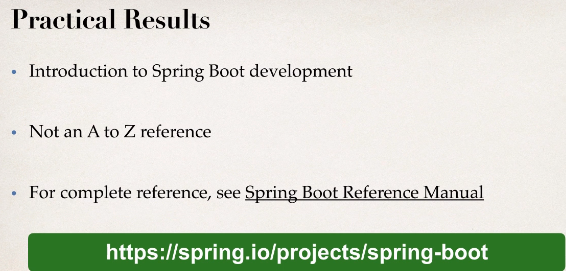 Practical Results
• Introduction to Spring Boot development
• Not an A to Z reference
• For complete reference, see Spring Boot Reference Manual
https://spring.io/projects/spring-boot